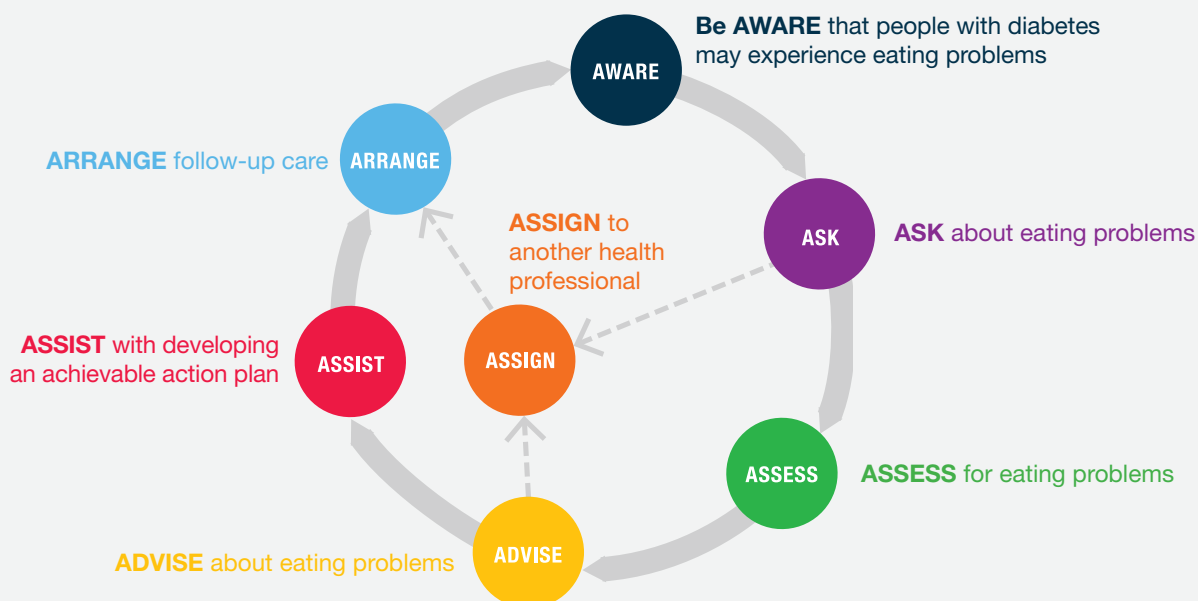 Be AWARE that people with diabetes
may experience eating problems
AWARE
ARRANGE follow-up care
ARRANGE
ASSIGN to
another health
professional
ASK
ASK about eating problems
ASSIST with developing
an achievable action plan
ASSIST
ASSIGN
ASSESS
ASSESS for eating problems
ADVISE
ADVISE about eating problems